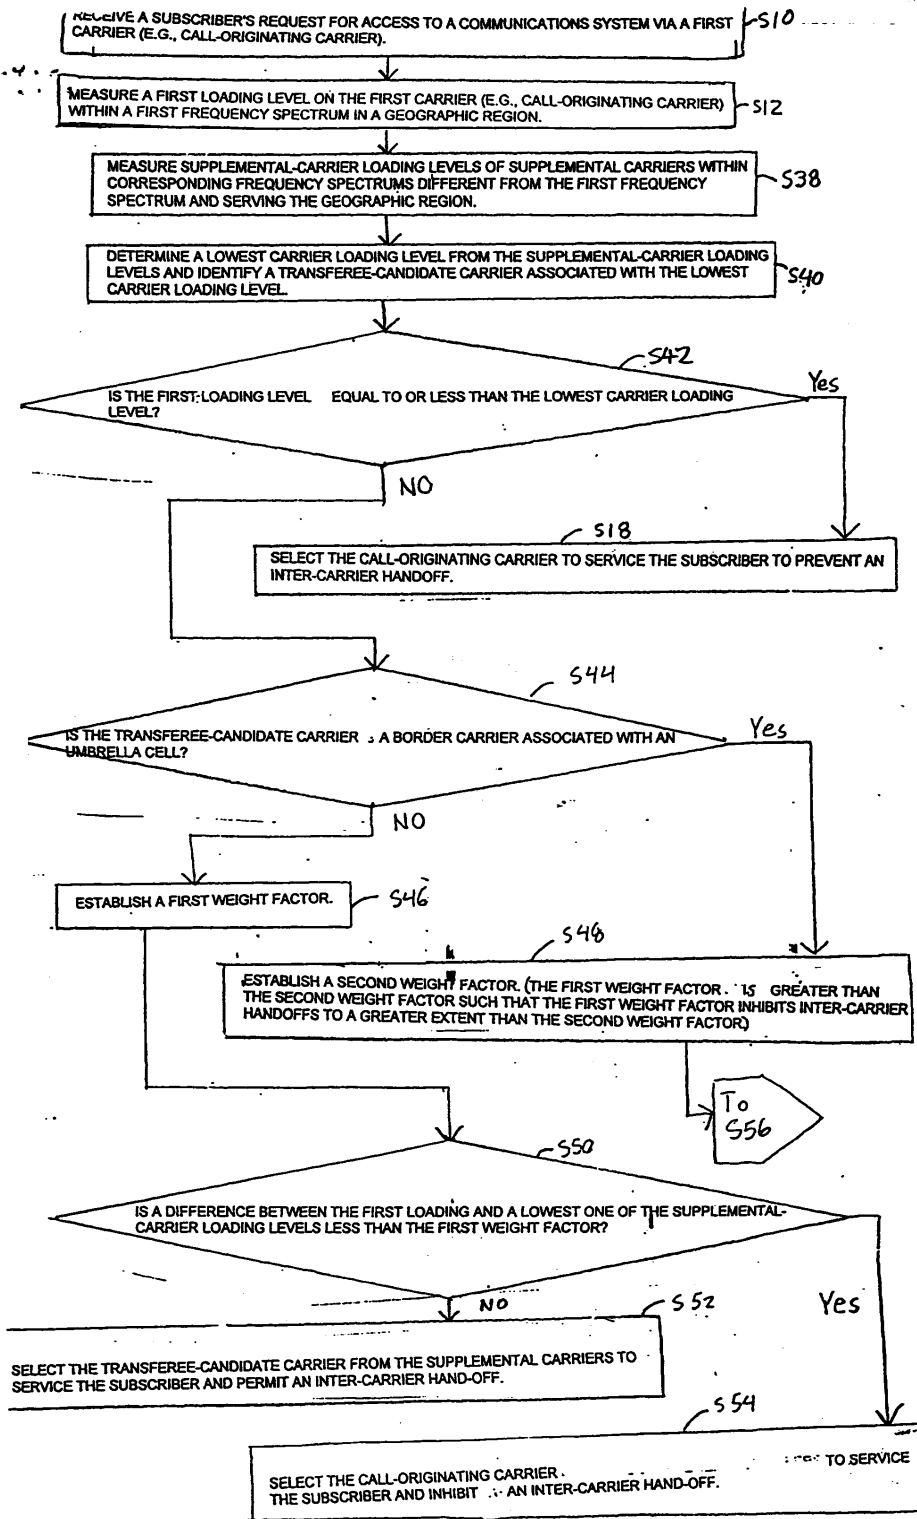 RECEIVE A SUBSCRIBER'S REQUEST FOR ACCESS TO A COMMUNICATIONS SYSTEM VIA A FIRST
CARRIER (E.G., CALL-ORIGINATING CARRIER).
S10
MEASURE A FIRST LOADING LEVEL ON THE FIRST CARRIER (E.G., CALL-ORIGINATING CARRIER)
WITHIN A FIRST FREQUENCY SPECTRUM IN A GEOGRAPHIC REGION.
S12
MEASURE SUPPLEMENTAL-CARRIER LOADING LEVELS OF SUPPLEMENTAL CARRIERS WITHIN
CORRESPONDING FREQUENCY SPECTRUMS DIFFERENT FROM THE FIRST FREQUENCY
SPECTRUM AND SERVING THE GEOGRAPHIC REGION.
S38
DETERMINE A LOWEST CARRIER LOADING LEVEL FROM THE SUPPLEMENTAL-CARRIER LOADING
LEVELS AND IDENTIFY A TRANSFEREE-CANDIDATE CARRIER ASSOCIATED WITH THE LOWEST
CARRIER LOADING LEVEL.
S40
S42
Yes
IS THE FIRST LOADING LEVEL EQUAL TO OR LESS THAN THE LOWEST CARRIER LOADING
LEVEL?
NO
S18
SELECT THE CALL-ORIGINATING CARRIER TO SERVICE THE SUBSCRIBER TO PREVENT AN
INTER-CARRIER HANDOFF.
S44
Yes
IS THE TRANSFEREE-CANDIDATE CARRIER A BORDER CARRIER ASSOCIATED WITH AN
UMBRELLA CELL?
NO
ESTABLISH A FIRST WEIGHT FACTOR.
S46
S48
ESTABLISH A SECOND WEIGHT FACTOR. (THE FIRST WEIGHT FACTOR IS GREATER THAN
THE SECOND WEIGHT FACTOR SUCH THAT THE FIRST WEIGHT FACTOR INHIBITS INTER-CARRIER
HANDOFFS TO A GREATER EXTENT THAN THE SECOND WEIGHT FACTOR.)
To
S56
S50
IS A DIFFERENCE BETWEEN THE FIRST LOADING AND A LOWEST ONE OF THE SUPPLEMENTAL-
CARRIER LOADING LEVELS LESS THAN THE FIRST WEIGHT FACTOR?
NO
S52
Yes
SELECT THE TRANSFEREE-CANDIDATE CARRIER FROM THE SUPPLEMENTAL CARRIERS TO
SERVICE THE SUBSCRIBER AND PERMIT AN INTER-CARRIER HAND-OFF.
S54
SELECT THE CALL-ORIGINATING CARRIER TO SERVICE
THE SUBSCRIBER AND INHIBIT AN INTER-CARRIER HAND-OFF.